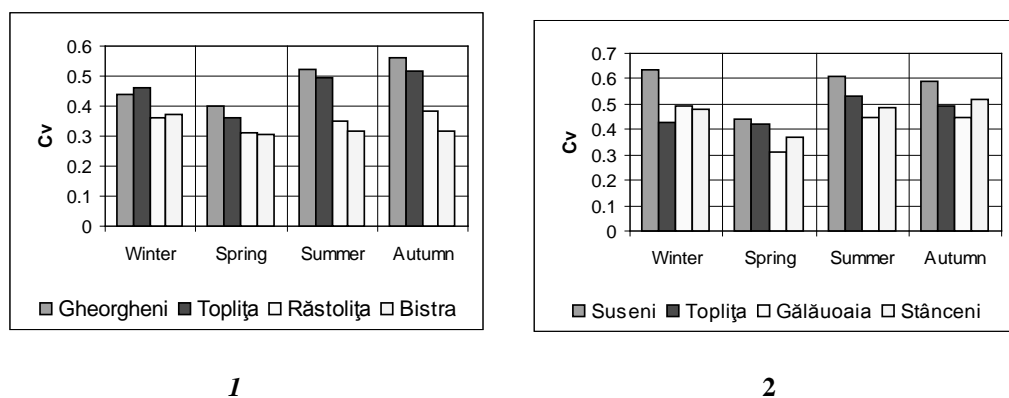 0.6
0.5
0.4
0.3
0.2
0.1
0
Cv
Winter Spring Summer Autumn
Gheorgheni Topliţa Răstoliţa Bistra
1
0.7
0.6
0.5
0.4
0.3
0.2
0.1
0
Cv
Winter Spring Summer Autumn
Suseni Topliţa Gălăuoaia Stânceni
2